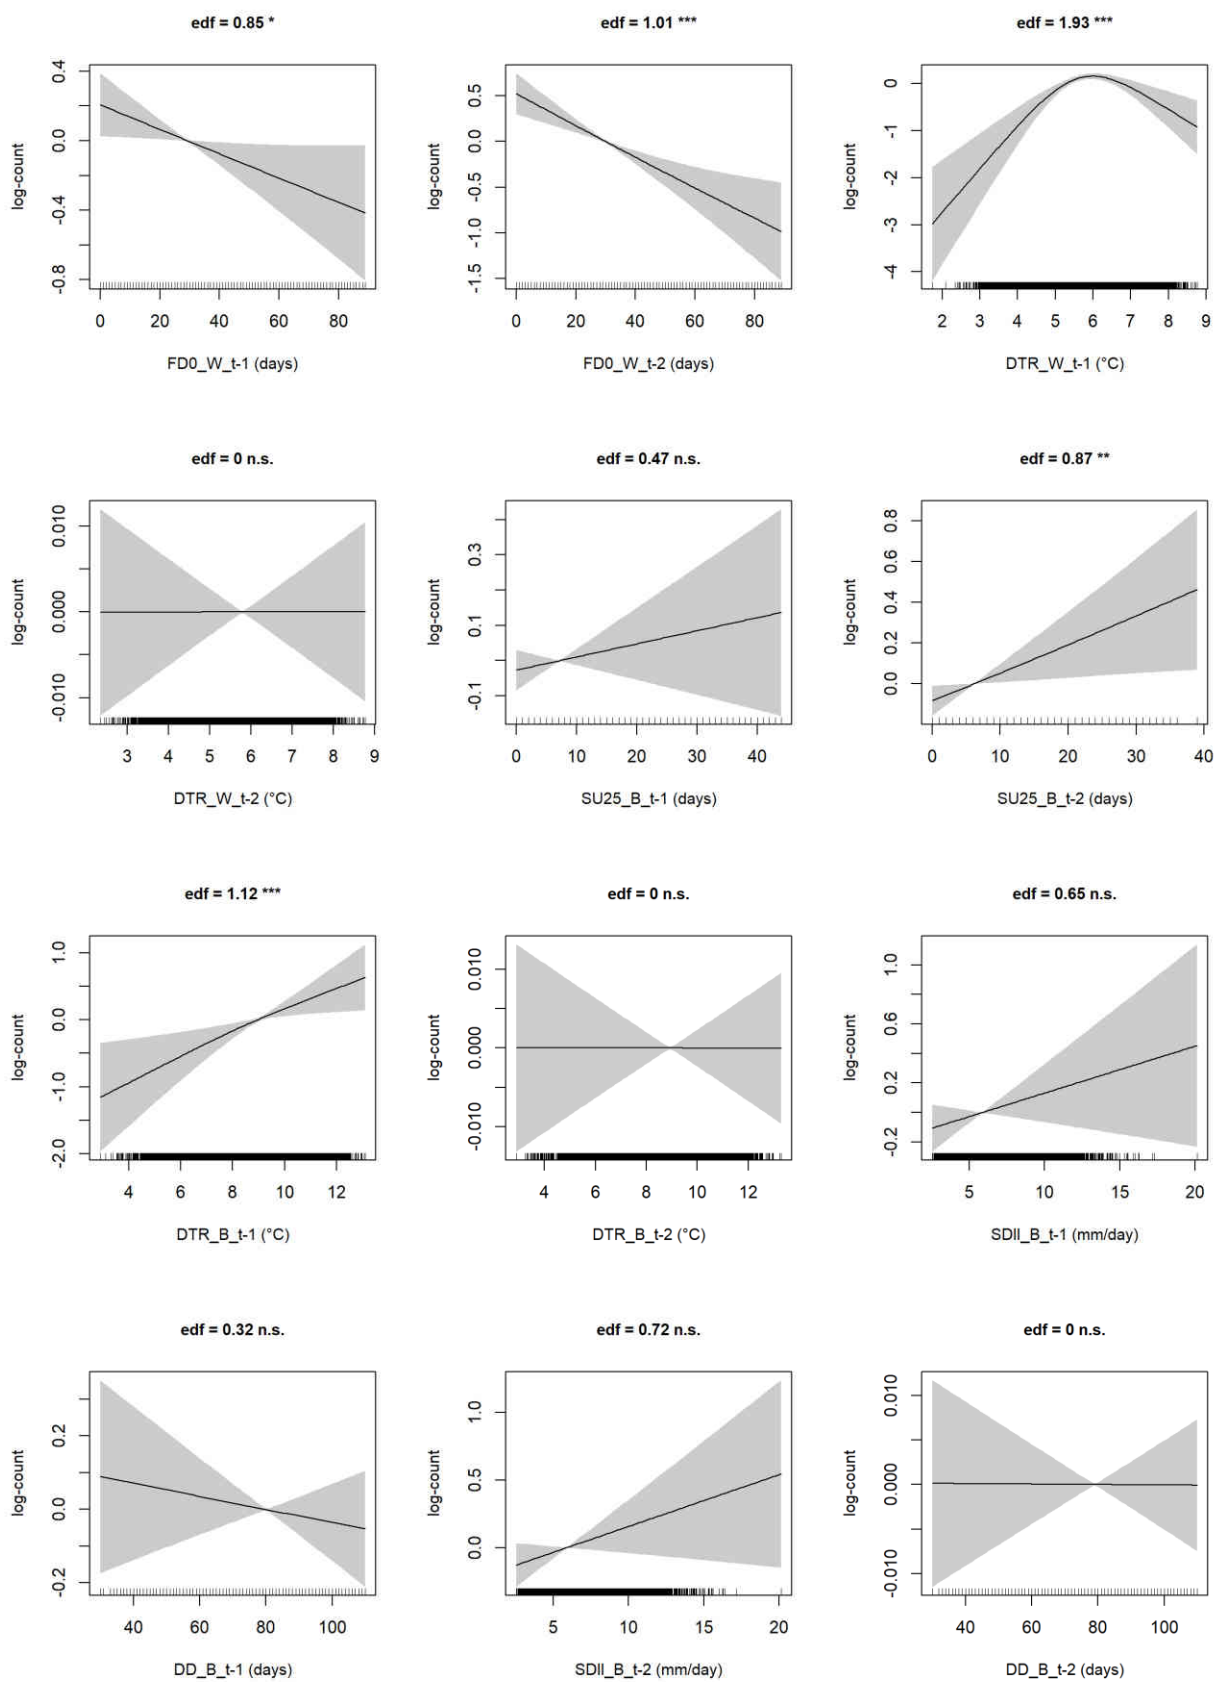 edf = 0.85 *
log-count
0.4
0.0
-0.4
-0.8
0 20 40 60 80
FD0_W_t-1 (days)
edf = 1.01 ***
log-count
0.5
0.0
-0.5
-1.0
-1.5
0 20 40 60 80
FD0_W_t-2 (days)
edf = 1.93 ***
log-count
0
-1
-2
-3
-4
2 3 4 5 6 7 8 9
DTR_W_t-1 (°C)
edf = 0 n.s.
log-count
0.010
0.000
-0.010
3 4 5 6 7 8 9
DTR_W_t-2 (°C)
edf = 0.47 n.s.
log-count
0.3
0.1
-0.1
0 10 20 30 40
SU25_B_t-1 (days)
edf = 0.87 **
log-count
0.8
0.6
0.4
0.2
0.0
0 10 20 30 40
SU25_B_t-2 (days)
edf = 1.12 ***
log-count
1.0
0.0
-1.0
-2.0
4 6 8 10 12
DTR_B_t-1 (°C)
edf = 0 n.s.
log-count
0.010
0.000
-0.010
4 6 8 10 12
DTR_B_t-2 (°C)
edf = 0.65 n.s.
log-count
1.0
0.6
0.2
-0.2
5 10 15 20
SDII_B_t-1 (mm/day)
edf = 0.32 n.s.
log-count
0.2
0.0
-0.2
40 60 80 100
DD_B_t-1 (days)
edf = 0.72 n.s.
log-count
1.0
0.5
0.0
5 10 15 20
SDII_B_t-2 (mm/day)
edf = 0 n.s.
log-count
0.010
0.000
-0.010
40 60 80 100
DD_B_t-2 (days)